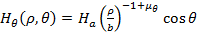 H_θ(ρ,θ) = H_a (ρ/b)^{-1+μ_θ} cos θ